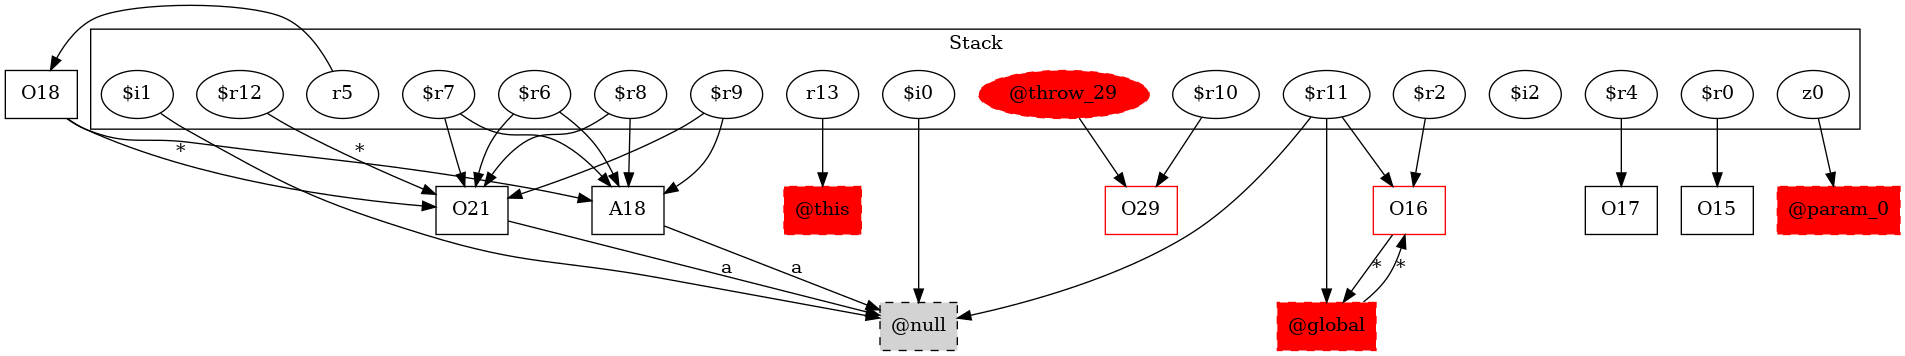 Stack
O18
$i1
$r12
r5
$r7
$r6
$r8
$r9
r13
$i0
@throw_29
$r10
$r11
$r2
$i2
$r4
$r0
z0
*
*
O21
A18
@this
O29
O16
O17
O15
@param_0
a
a
*
*
@null
@global